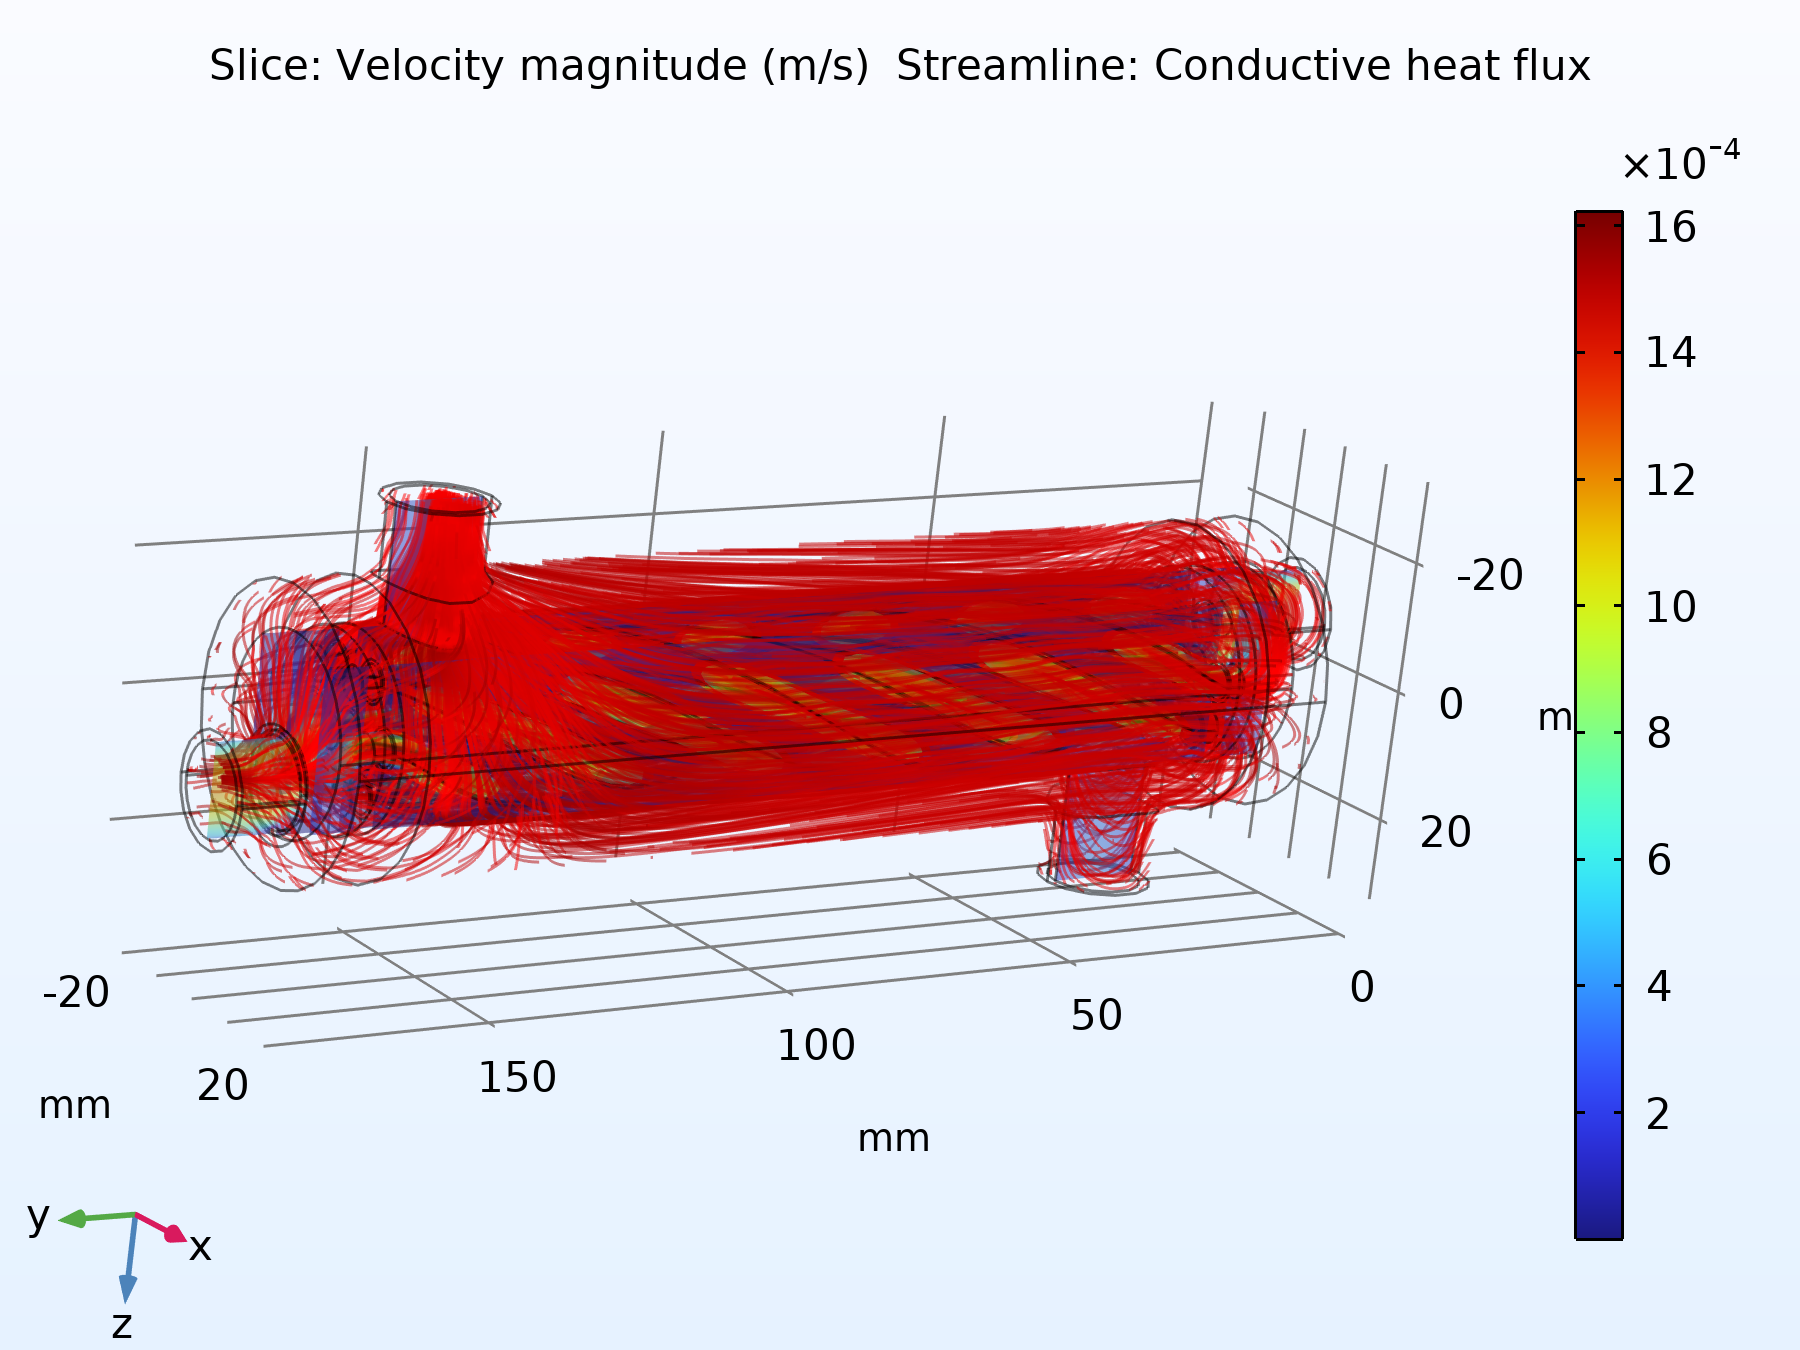 Slice: Velocity magnitude (m/s) Streamline: Conductive heat flux
×10⁻⁴
16
14
12
10
8
6
4
2
-20
0
m
20
-20
20
mm
150
100
50
0
mm
y
x
z